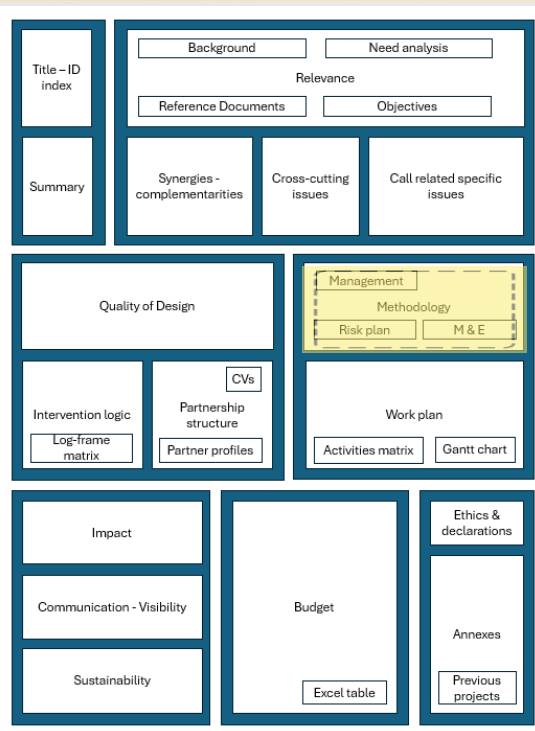 Title – ID
index
Background
Need analysis
Relevance
Reference Documents
Objectives
Summary
Synergies -
complementarities
Cross-cutting
issues
Call related specific
issues
Quality of Design
Management
Methodology
Risk plan
M & E
Intervention logic
Log-frame
matrix
CVs
Partnership
structure
Partner profiles
Work plan
Activities matrix
Gantt chart
Impact
Communication - Visibility
Sustainability
Budget
Excel table
Ethics &
declarations
Annexes
Previous
projects